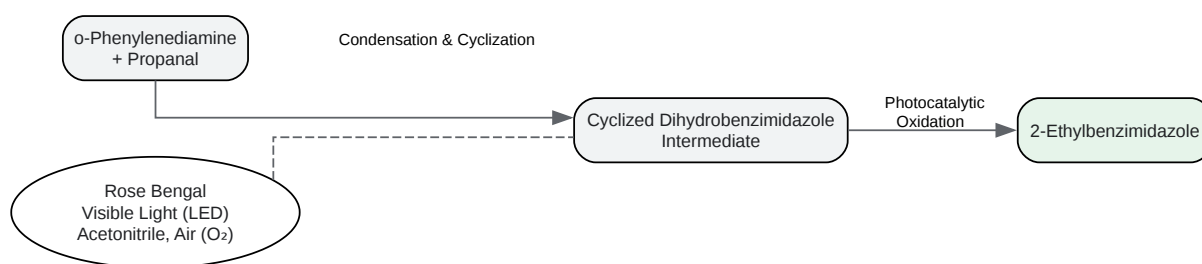 o-Phenylenediamine
+ Propanal
Condensation & Cyclization
Cyclized Dihydrobenzimidazole
Intermediate
Photocatalytic
Oxidation
2-Ethylbenzimidazole
Rose Bengal
Visible Light (LED)
Acetonitrile, Air (O₂)